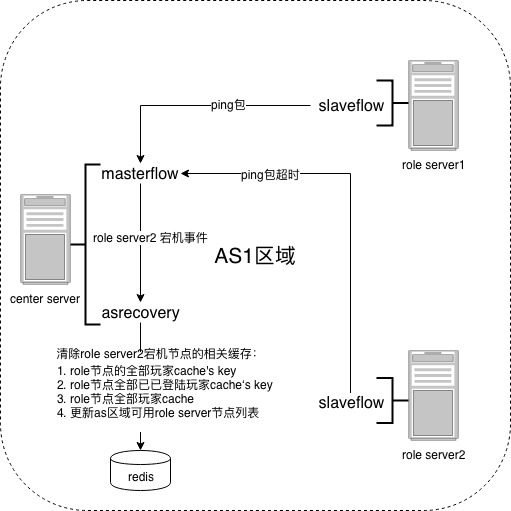 ping包
slaveflow
role server1
masterflow
ping包超时
role server2 宕机事件
AS1区域
center server
asrecovery
清除role server2宕机节点的相关缓存：
1. role节点的全部玩家cache's key
2. role节点全部已已登陆玩家cache's key
3. role节点全部玩家cache
4. 更新as区域可用role server节点列表
slaveflow
role server2
redis